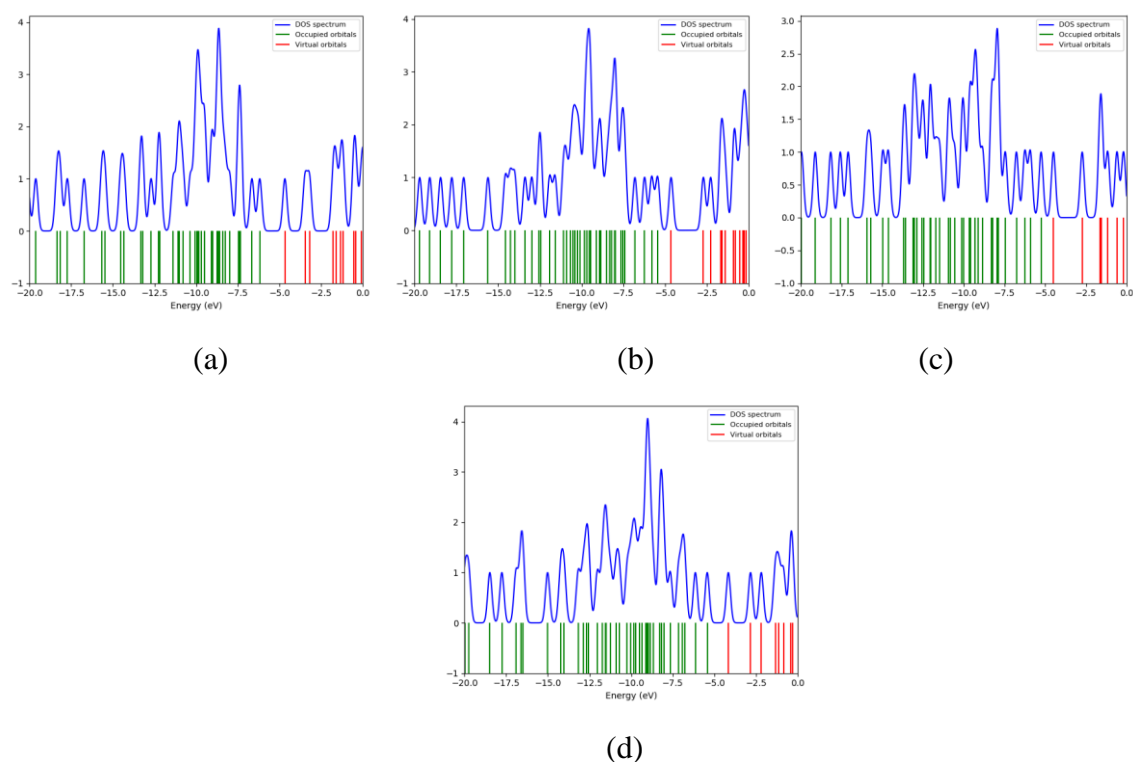 4
3
2
1
0
−1
−20.0 −17.5 −15.0 −12.5 −10.0 −7.5 −5.0 −2.5 0.0
Energy (eV)
DOS spectrum
Occupied orbitals
Virtual orbitals
(a)
4
3
2
1
0
−1
−20.0 −17.5 −15.0 −12.5 −10.0 −7.5 −5.0 −2.5 0.0
Energy (eV)
DOS spectrum
Occupied orbitals
Virtual orbitals
(b)
3.0
2.5
2.0
1.5
1.0
0.5
0.0
−0.5
−1.0
−20.0 −17.5 −15.0 −12.5 −10.0 −7.5 −5.0 −2.5 0.0
Energy (eV)
DOS spectrum
Occupied orbitals
Virtual orbitals
(c)
4
3
2
1
0
−1
−20.0 −17.5 −15.0 −12.5 −10.0 −7.5 −5.0 −2.5 0.0
Energy (eV)
DOS spectrum
Occupied orbitals
Virtual orbitals
(d)